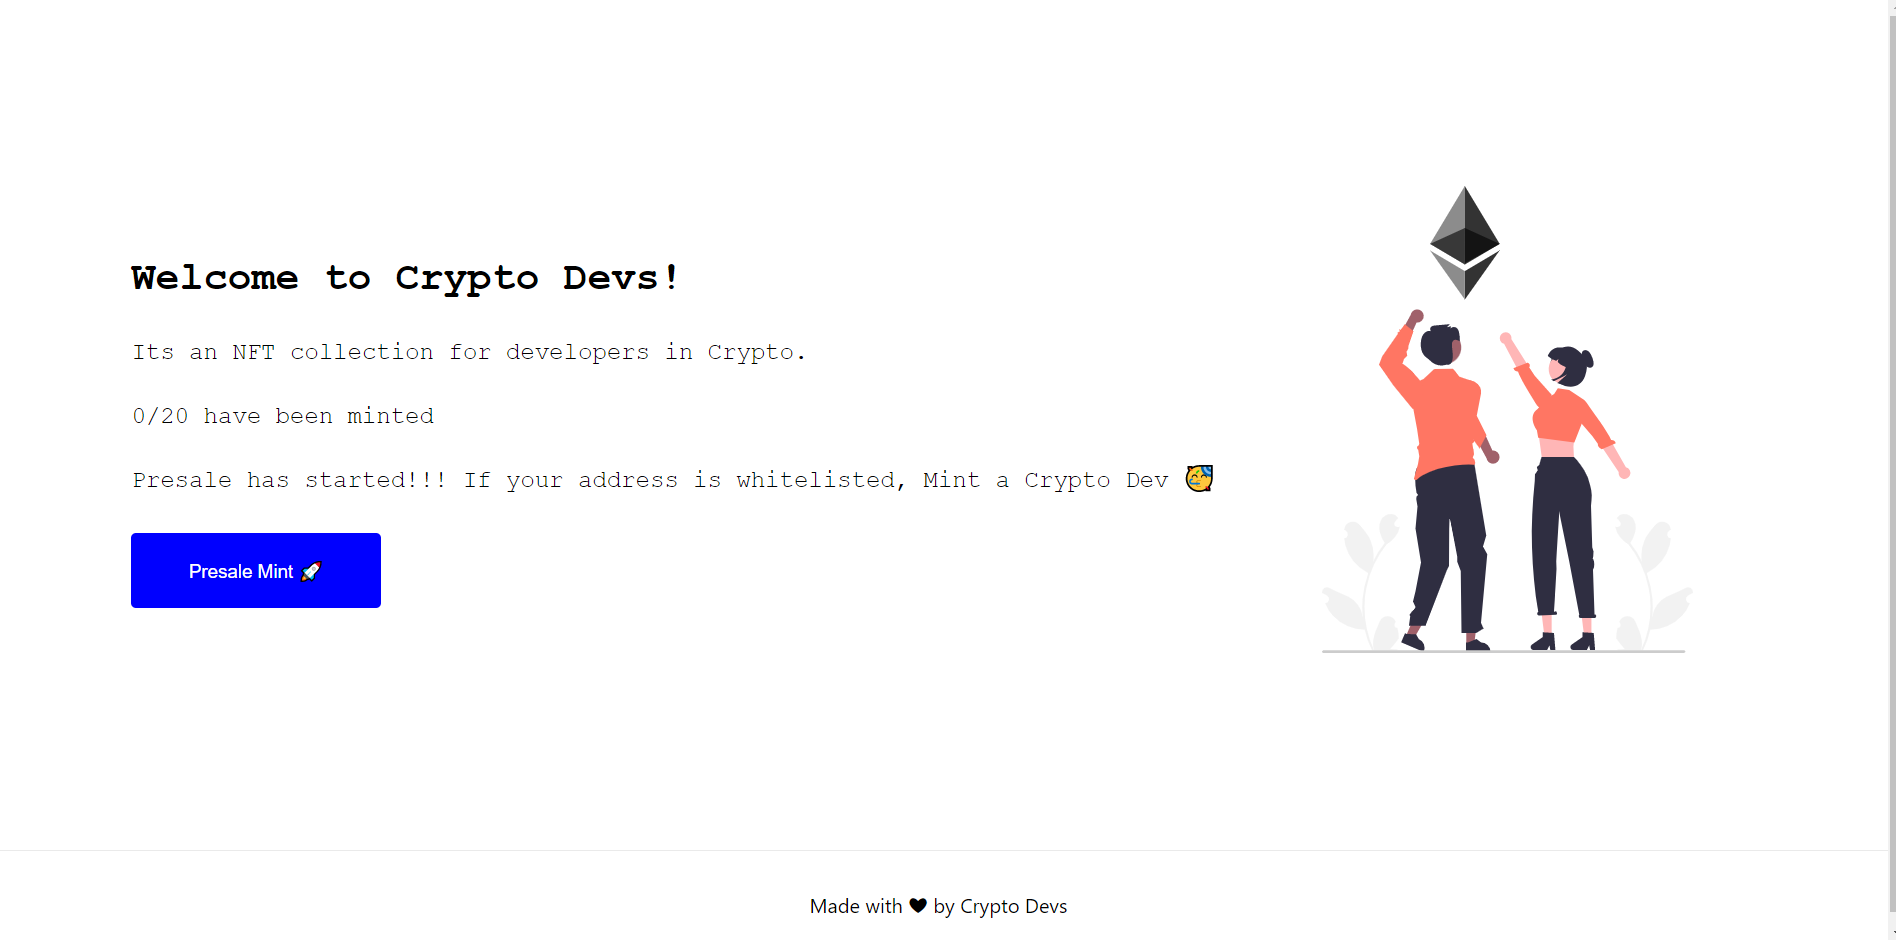 Welcome to Crypto Devs!
Its an NFT collection for developers in Crypto.
0/20 have been minted
Presale has started!!! If your address is whitelisted, Mint a Crypto Dev 🥳
Presale Mint 🚀
Made with ❤ by Crypto Devs